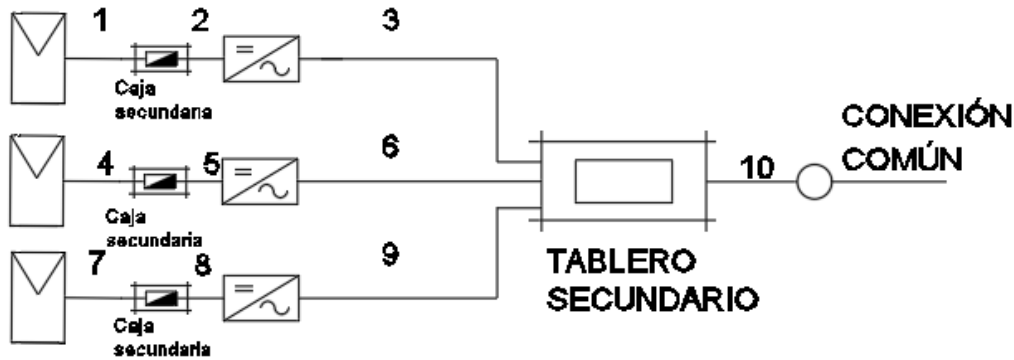 1 2 3
Caja
secundaria
4 5 6
Caja
secundaria
7 8 9
Caja
secundaria
TABLERO
SECUNDARIO
10
CONEXIÓN
COMÚN